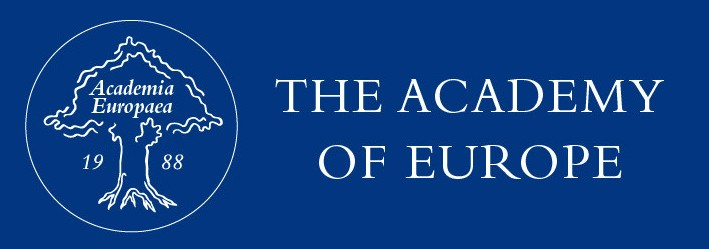 Academia
Europaea
19 88
THE ACADEMY
OF EUROPE